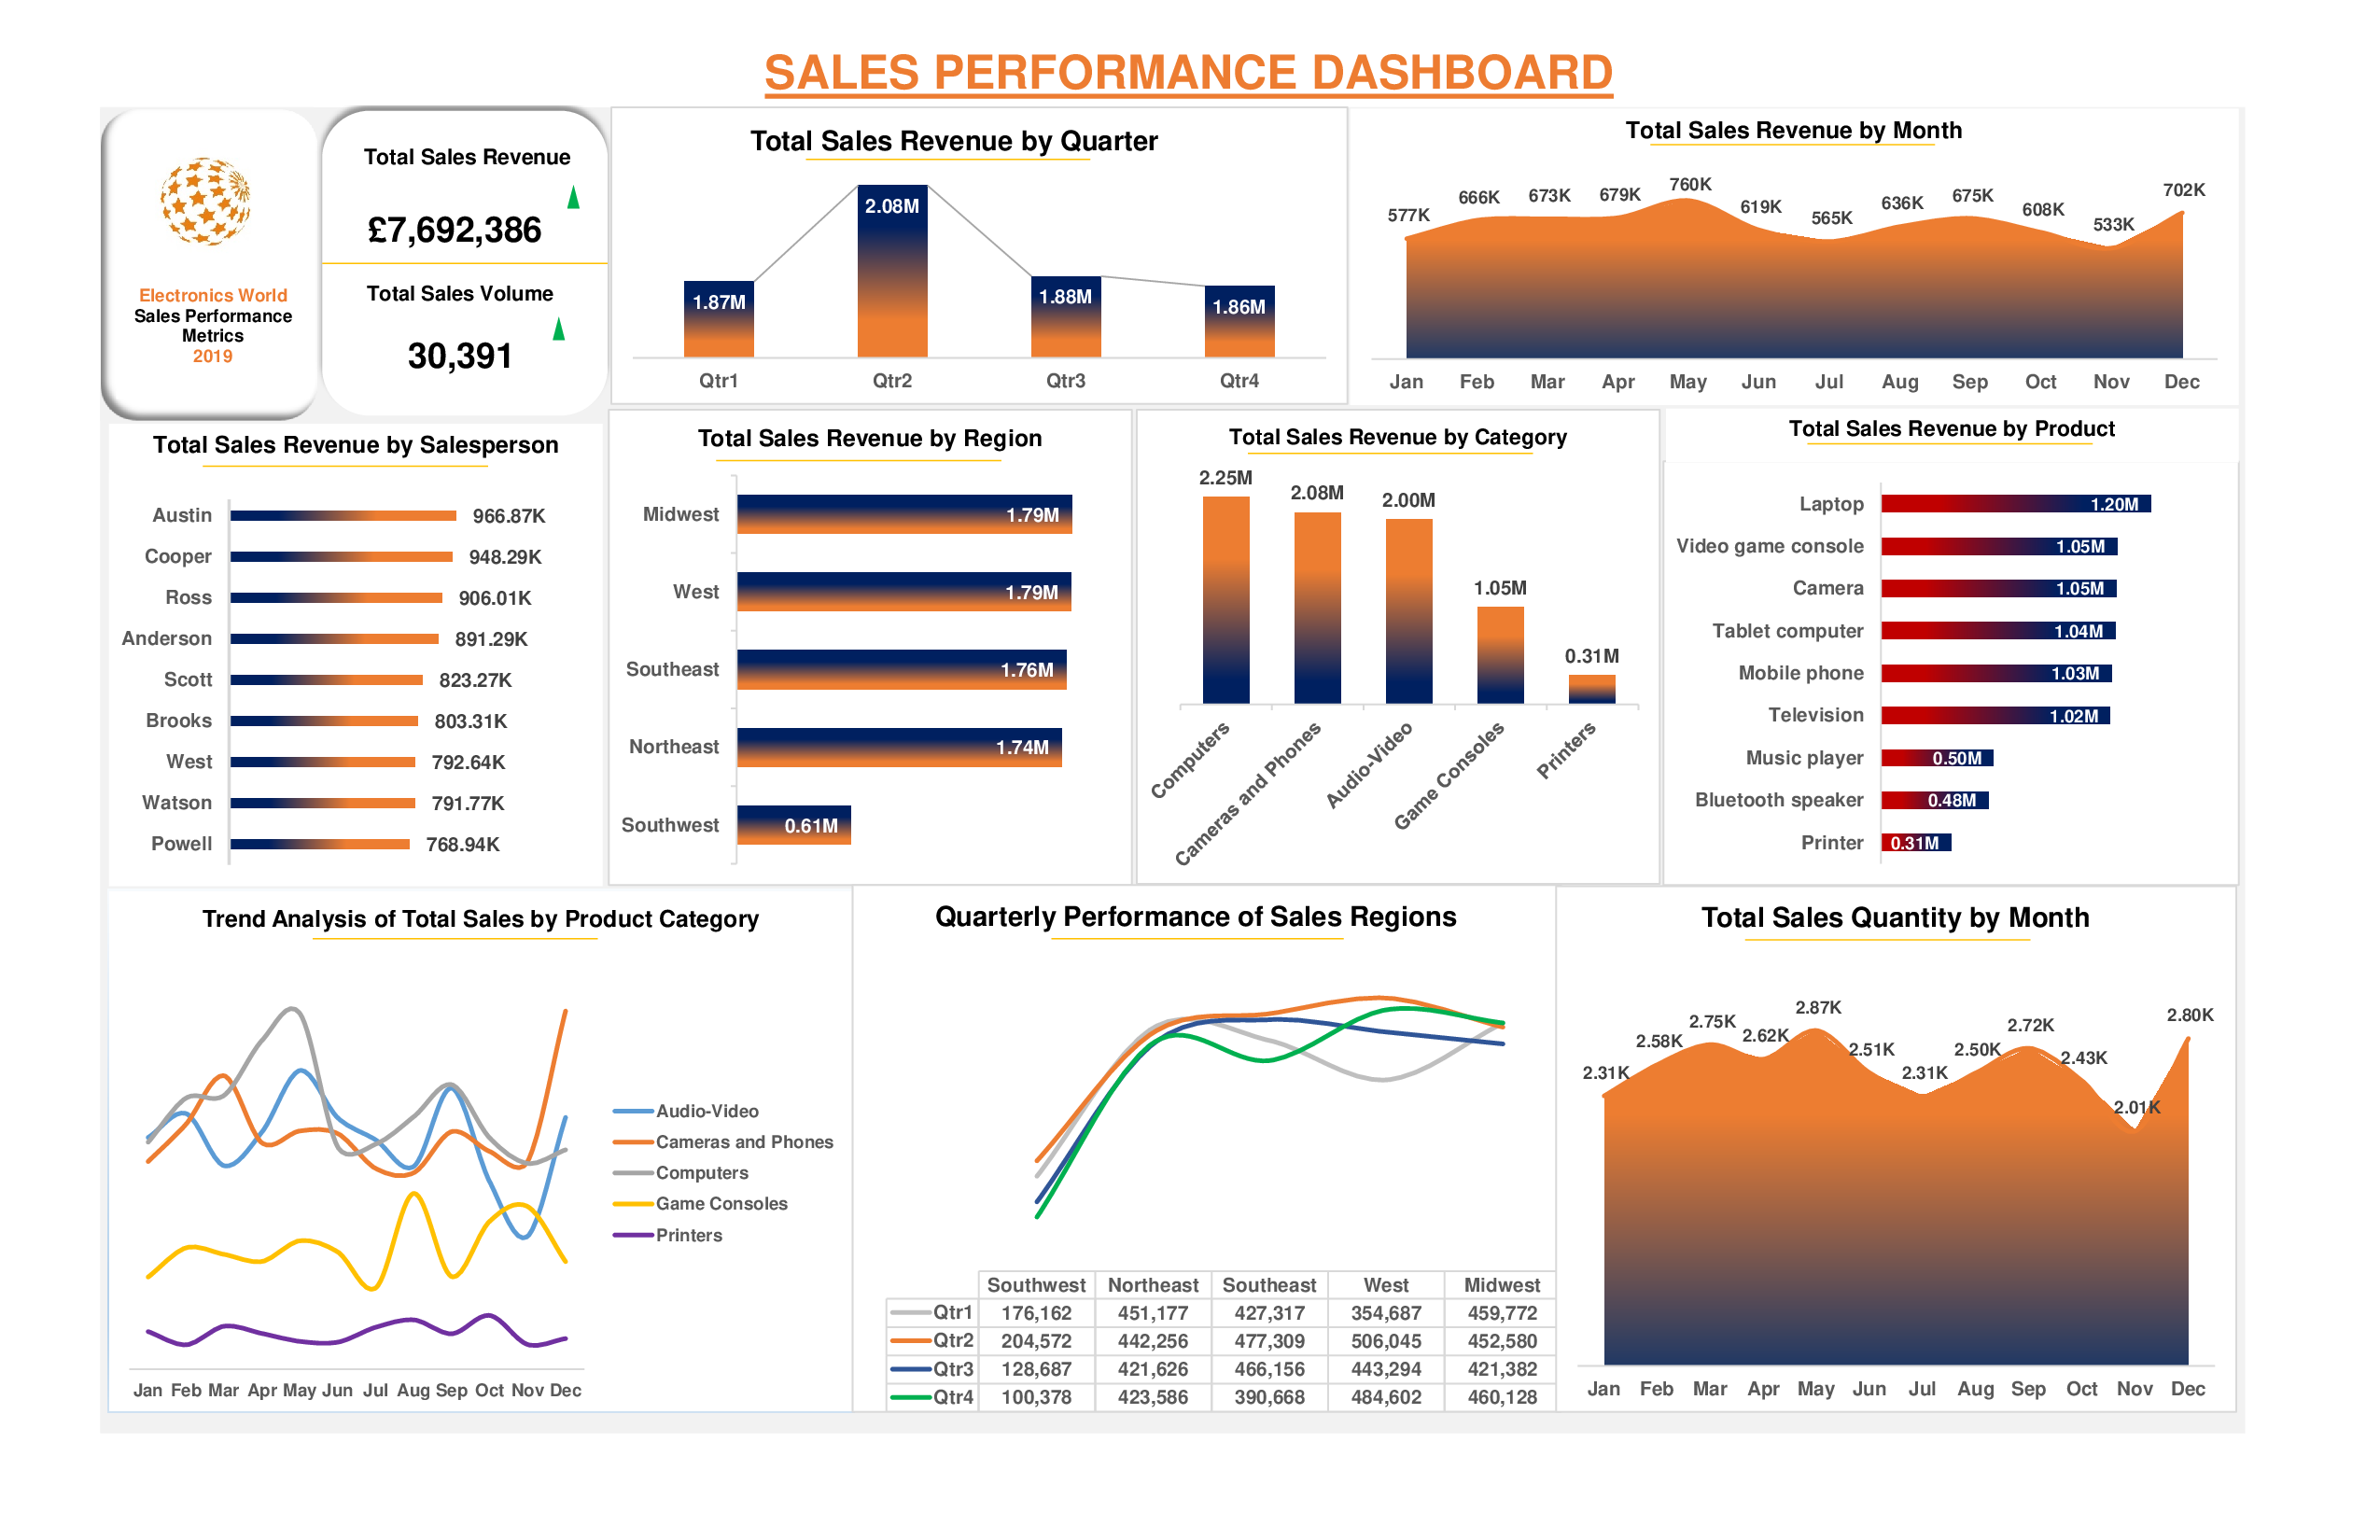 SALES PERFORMANCE DASHBOARD
Electronics World
Sales Performance
Metrics
2019
Total Sales Revenue
£7,692,386
Total Sales Volume
30,391
Total Sales Revenue by Quarter
1.87M
2.08M
1.88M
1.86M
Qtr1 Qtr2 Qtr3 Qtr4
Total Sales Revenue by Month
577K 666K 673K 679K 760K 619K 565K 636K 675K 608K 533K 702K
Jan Feb Mar Apr May Jun Jul Aug Sep Oct Nov Dec
Total Sales Revenue by Salesperson
Austin 966.87K
Cooper 948.29K
Ross 906.01K
Anderson 891.29K
Scott 823.27K
Brooks 803.31K
West 792.64K
Watson 791.77K
Powell 768.94K
Total Sales Revenue by Region
Midwest 1.79M
West 1.79M
Southeast 1.76M
Northeast 1.74M
Southwest 0.61M
Total Sales Revenue by Category
2.25M 2.08M 2.00M 1.05M 0.31M
Computers
Cameras and Phones
Audio-Video
Game Consoles
Printers
Total Sales Revenue by Product
Laptop 1.20M
Video game console 1.05M
Camera 1.05M
Tablet computer 1.04M
Mobile phone 1.03M
Television 1.02M
Music player 0.50M
Bluetooth speaker 0.48M
Printer 0.31M
Trend Analysis of Total Sales by Product Category
Audio-Video
Cameras and Phones
Computers
Game Consoles
Printers
Jan Feb Mar Apr May Jun Jul Aug Sep Oct Nov Dec
Quarterly Performance of Sales Regions
Southwest Northeast Southeast West Midwest
Qtr1 176,162 451,177 427,317 354,687 459,772
Qtr2 204,572 442,256 477,309 506,045 452,580
Qtr3 128,687 421,626 466,156 443,294 421,382
Qtr4 100,378 423,586 390,668 484,602 460,128
Total Sales Quantity by Month
2.31K 2.58K 2.75K 2.62K 2.87K 2.51K 2.31K 2.50K 2.72K 2.43K 2.01K 2.80K
Jan Feb Mar Apr May Jun Jul Aug Sep Oct Nov Dec